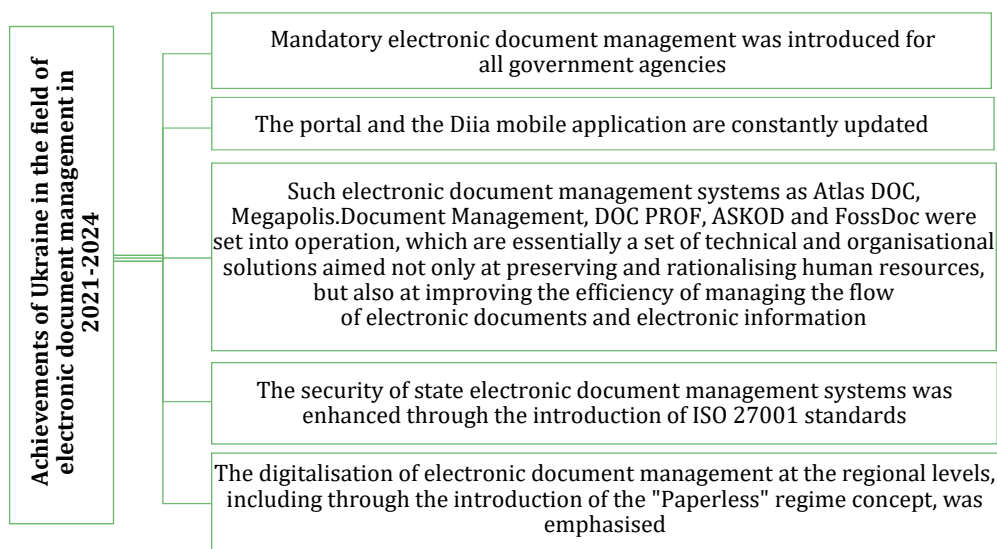 Achievements of Ukraine in the field of
electronic document management in
2021-2024
Mandatory electronic document management was introduced for
all government agencies
The portal and the Diia mobile application are constantly updated
Such electronic document management systems as Atlas DOC,
Megapolis.Document Management, DOC PROF, ASKOD and FossDoc were
set into operation, which are essentially a set of technical and organisational
solutions aimed not only at preserving and rationalising human resources,
but also at improving the efficiency of managing the flow
of electronic documents and electronic information
The security of state electronic document management systems was
enhanced through the introduction of ISO 27001 standards
The digitalisation of electronic document management at the regional levels,
including through the introduction of the "Paperless" regime concept, was
emphasised